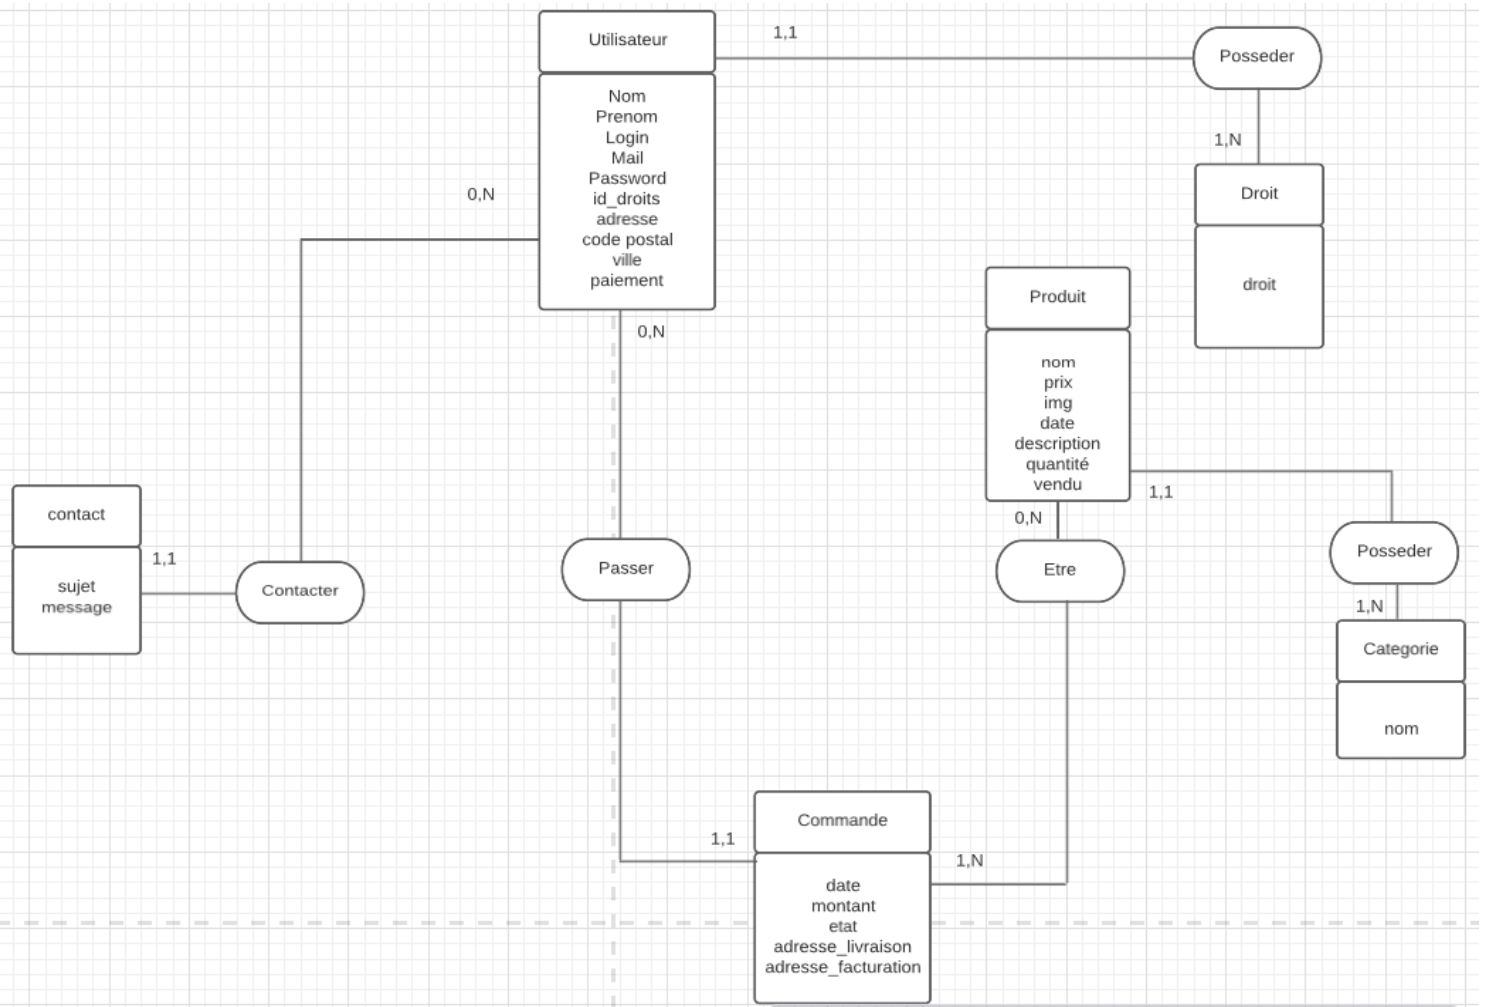 Utilisateur
Nom
Prenom
Login
Mail
Password
id_droits
adresse
code postal
ville
paiement
1,1
Posseder
1,N
Droit
droit
0,N
0,N
Produit
nom
prix
img
date
description
quantité
vendu
1,1
0,N
contact
sujet
message
1,1
Contacter
Passer
Etre
Posseder
1,N
Categorie
nom
1,1
Commande
date
montant
etat
adresse_livraison
adresse_facturation
1,N